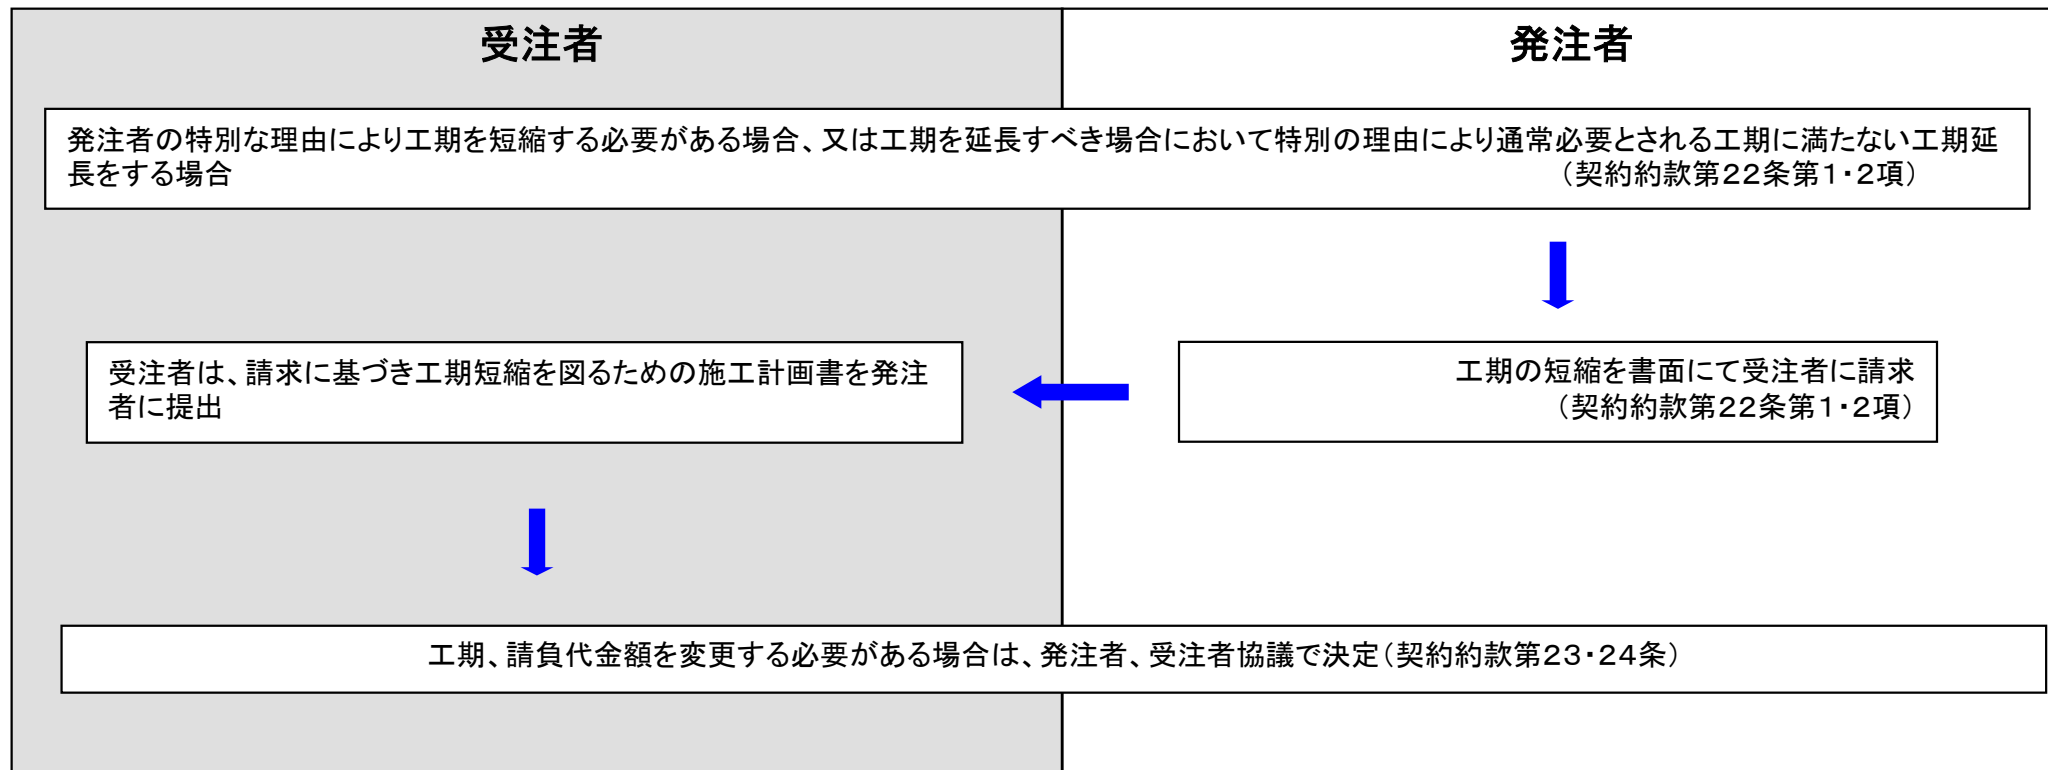 受注者
発注者
発注者の特別な理由により工期を短縮する必要がある場合、又は工期を延長すべき場合において特別の理由により通常必要とされる工期に満たない工期延
長をする場合 （契約約款第２２条第１・２項）
工期の短縮を書面にて受注者に請求
（契約約款第２２条第１・２項）
受注者は、請求に基づき工期短縮を図るための施工計画書を発注
者に提出
工期、請負代金額を変更する必要がある場合は、発注者、受注者協議で決定（契約約款第２３・２４条）